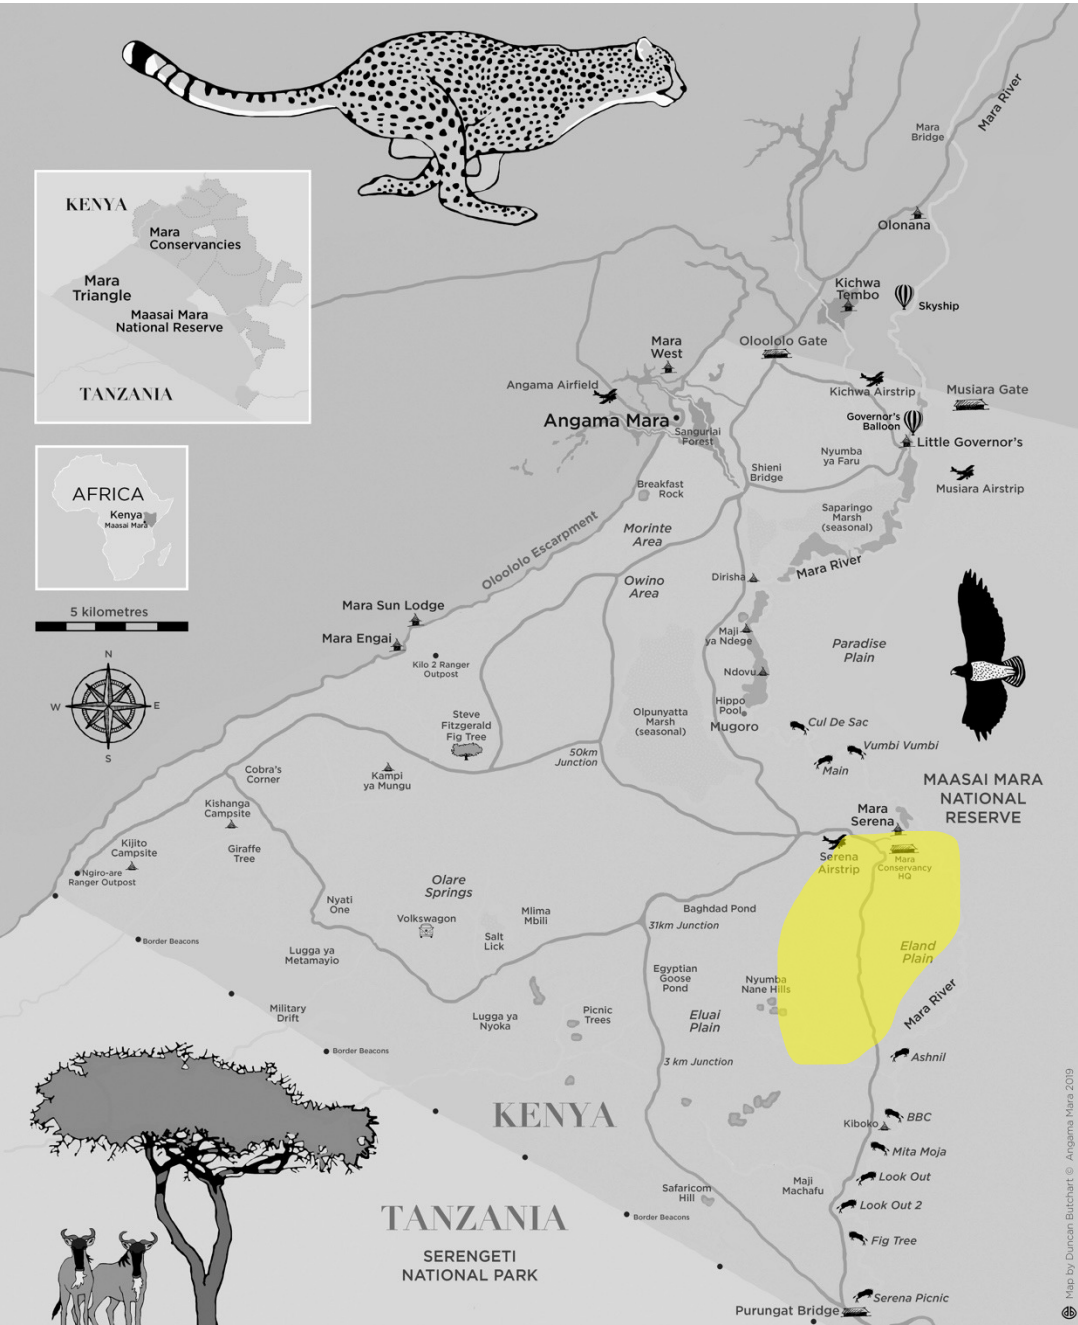 Mara River
Mara
Bridge
KENYA
Mara
Conservancies
Mara
Triangle
Maasai Mara
National Reserve
TANZANIA
Olonana
Kichwa
Tembo
Skyship
Mara
West
Oloololo Gate
Angama Airfield
Kichwa Airstrip
Musiara Gate
Angama Mara
Governor's
Balloon
Sangurlai
Forest
Little Governor's
Nyumba
ya Faru
Shieni
Bridge
Musiara Airstrip
AFRICA
Kenya
Maasai Mara
Breakfast
Rock
Saparingo
Marsh
(seasonal)
Morinte
Area
Oloololo Escarpment
Mara River
Dirisha
Owino
Area
5 kilometres
Mara Sun Lodge
Mara Engai
Maji
ya Ndege
Paradise
Plain
N
W
E
S
Kilo 2 Ranger
Outpost
Ndovu
Hippo
Pool
Mugoro
Steve
Fitzgerald
Fig Tree
Olpunyatta
Marsh
(seasonal)
Cul De Sac
Vumbi Vumbi
Main
50km
Junction
Cobra's
Corner
Kampi
ya Mungu
MAASAI MARA
NATIONAL
RESERVE
Kishanga
Campsite
Mara
Serena
Kijito
Campsite
Giraffe
Tree
Serena
Airstrip
Mara
Conservancy
HQ
Ngiro-are
Ranger Outpost
Olare
Springs
Nyati
One
Volkswagon
Mlima
Mbili
Baghdad Pond
31km Junction
Salt
Lick
Border Beacons
Lugga ya
Metamayio
Eland
Plain
Egyptian
Goose
Pond
Nyumba
Nane Hills
Mara River
Military
Drift
Lugga ya
Nyoka
Picnic
Trees
Eluai
Plain
Border Beacons
3 km Junction
Ashnil
KENYA
BBC
Kiboko
Mita Moja
Look Out
Maji
Machafu
Safaricom
Hill
Look Out 2
TANZANIA
Border Beacons
SERENGETI
NATIONAL PARK
Fig Tree
Serena Picnic
Purungat Bridge
Map by Duncan Butchart © Angama Mara 2019